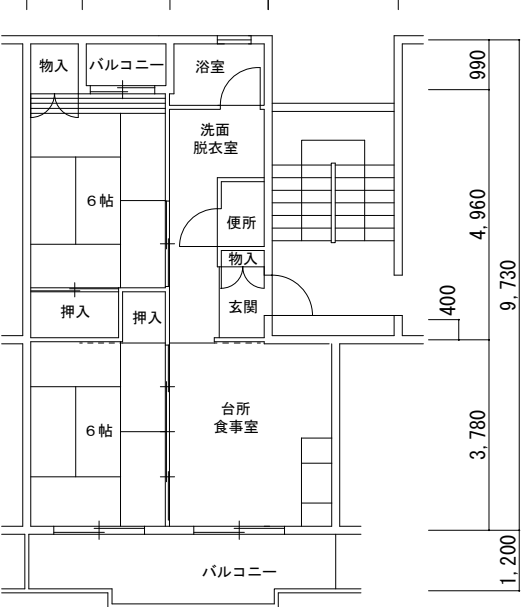 物入
バルコニー
浴室
洗面
脱衣室
6帖
便所
物入
押入
押入
玄関
6帖
台所
食事室
バルコニー
990
4,960
9,730
400
3,780
1,200